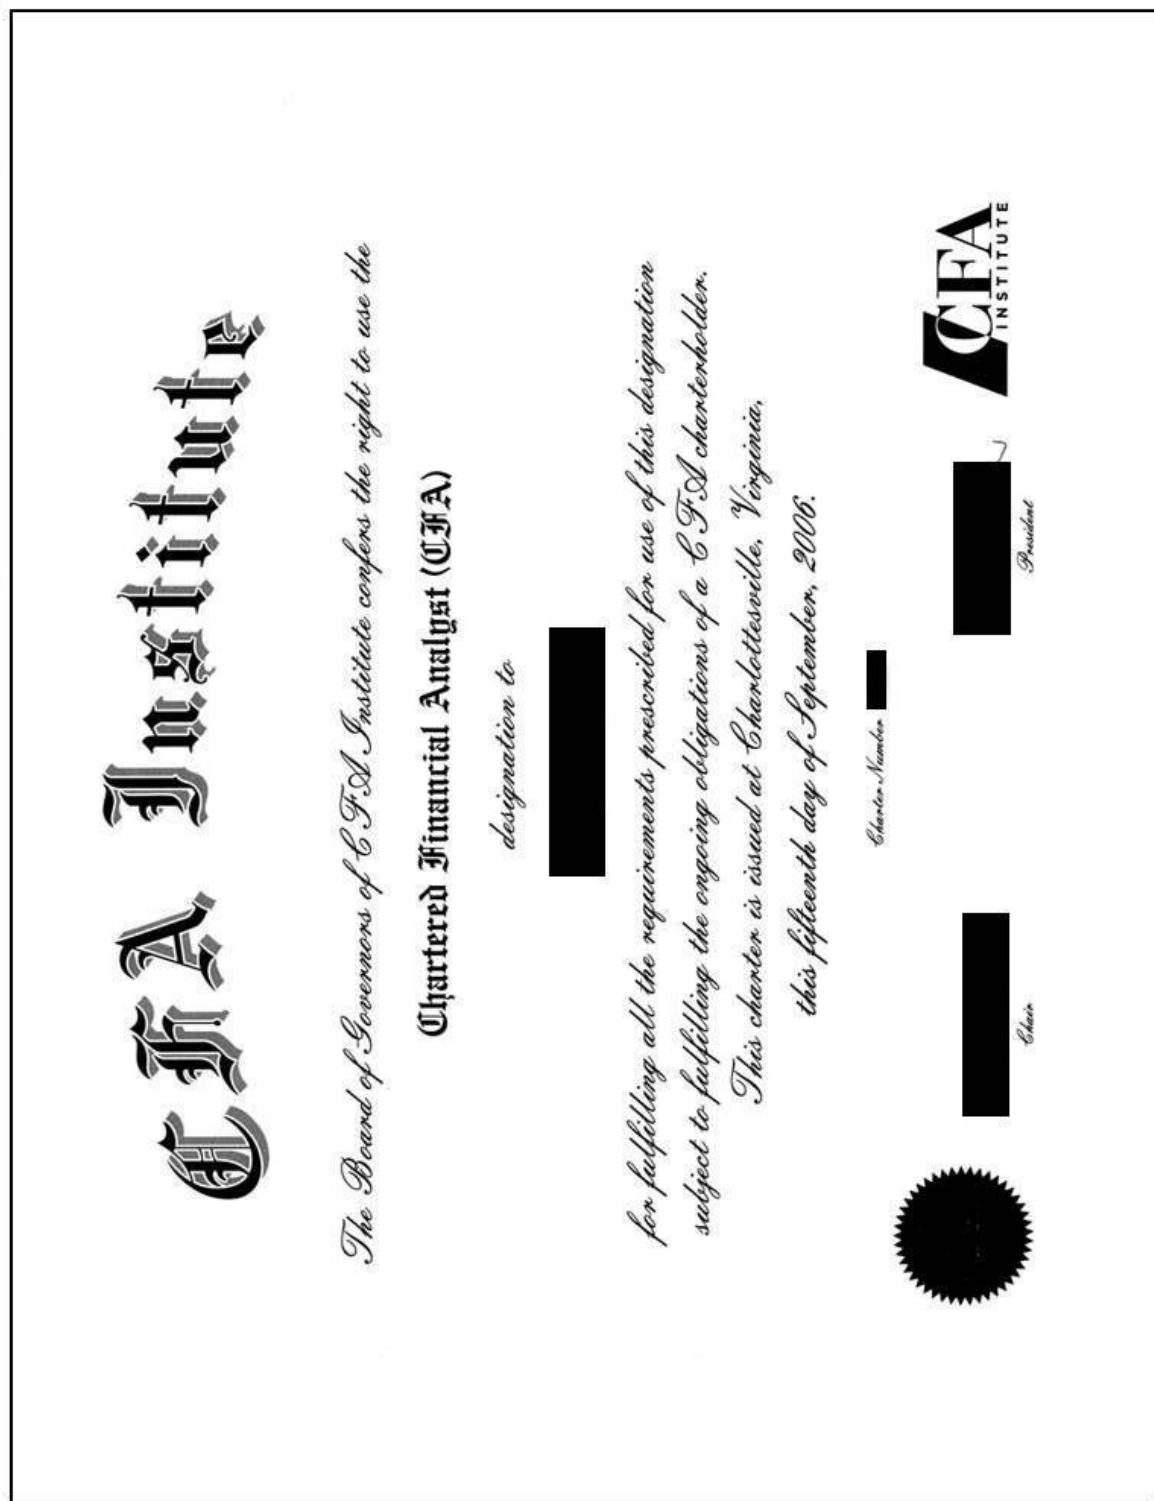 CFA Institute
The Board of Governors of CFA Institute confers the right to use the
Chartered Financial Analyst (CFA)
designation to
for fulfilling all the requirements prescribed for use of this designation
subject to fulfilling the ongoing obligations of a CFA charterholder.
This charter is issued at Charlottesville, Virginia,
this fifteenth day of September, 2006.
Charter Number
Chair
President
CFA
INSTITUTE